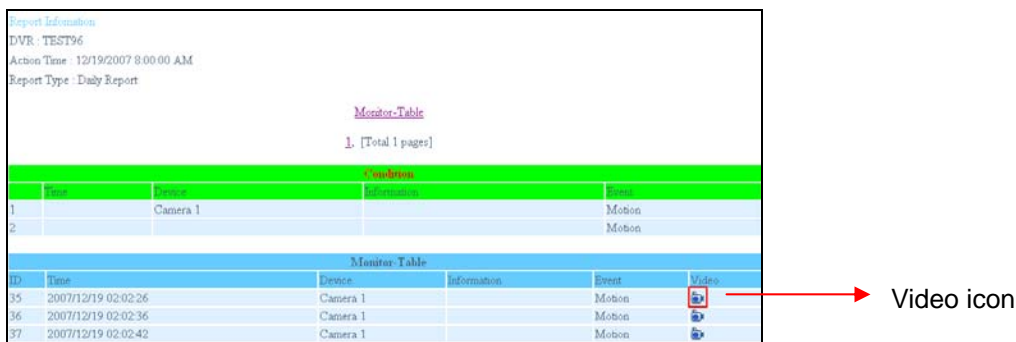 Report Infomation
DVR : TEST96
Action Time : 12/19/2007 8:00:00 AM
Report Type : Daily Report
Monitor-Table
1, [Total 1 pages]
Condition
Time Device Information Event
1 Camera 1 Motion
2 Motion
Monitor-Table
ID Time Device Information Event Video
35 2007/12/19 02:02:26 Camera 1 Motion
36 2007/12/19 02:02:36 Camera 1 Motion
37 2007/12/19 02:02:42 Camera 1 Motion
Video icon